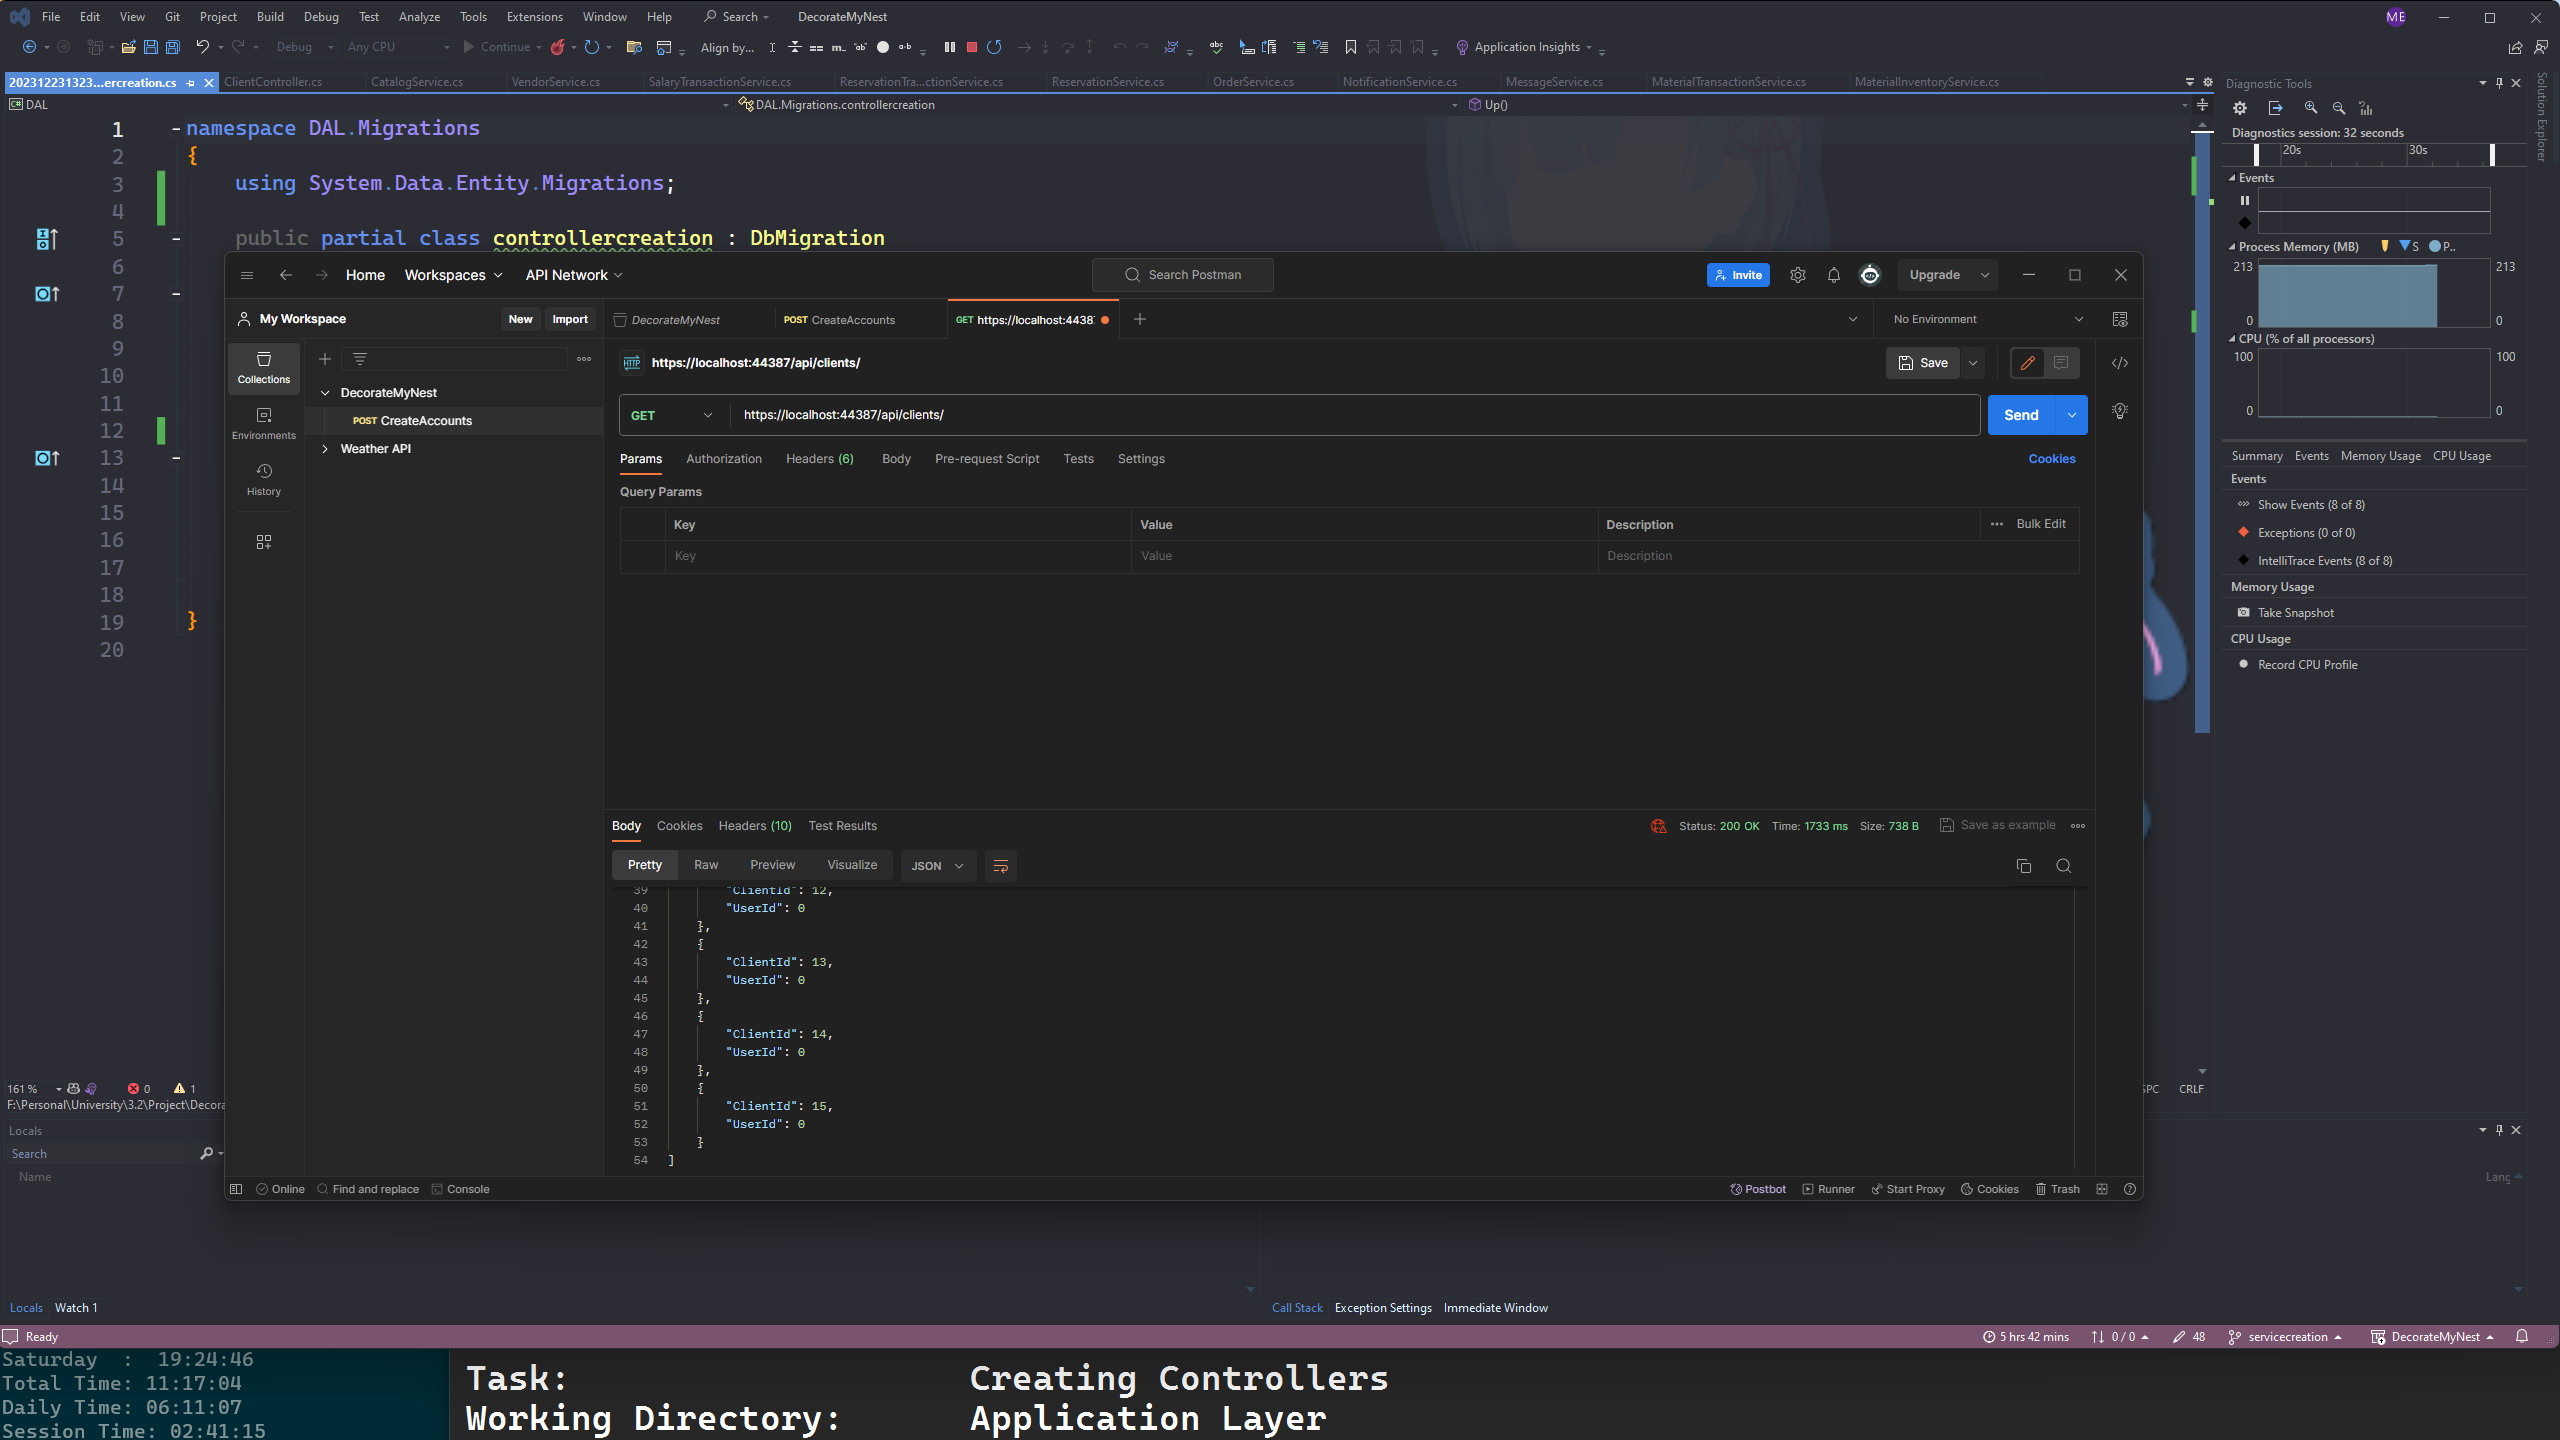 File Edit View Git Project Build Debug Test Analyze Tools Extensions Window Help Search DecorateMyNest ME
Debug Any CPU Continue Align by... Application Insights
202312231323...ercreation.cs ClientController.cs CatalogService.cs VendorService.cs SalaryTransactionService.cs ReservationTra...ctionService.cs ReservationService.cs OrderService.cs NotificationService.cs MessageService.cs MaterialTransactionService.cs MaterialInventoryService.cs
DAL DAL.Migrations.controllercreation Up()
1 namespace DAL.Migrations
2 {
3 using System.Data.Entity.Migrations;
4
5 public partial class controllercreation : DbMigration
6
7
8
9
10
11
12
13
14
15
16
17
18
19 }
20
Home Workspaces API Network Search Postman Invite Upgrade
My Workspace New Import
DecorateMyNest POST CreateAccounts GET https://localhost:4438 No Environment
Collections
Environments
History
DecorateMyNest
POST CreateAccounts
Weather API
HTTP https://localhost:44387/api/clients/ Save
GET https://localhost:44387/api/clients/ Send
Params Authorization Headers (6) Body Pre-request Script Tests Settings Cookies
Query Params
Key Value Description Bulk Edit
Key Value Description
Body Cookies Headers (10) Test Results Status: 200 OK Time: 1733 ms Size: 738 B Save as example
Pretty Raw Preview Visualize JSON
39 "ClientId": 12,
40 "UserId": 0
41 },
42 {
43 "ClientId": 13,
44 "UserId": 0
45 },
46 {
47 "ClientId": 14,
48 "UserId": 0
49 },
50 {
51 "ClientId": 15,
52 "UserId": 0
53 }
54 ]
Online Find and replace Console Postbot Runner Start Proxy Cookies Trash
Diagnostic Tools
Solution Explorer
Diagnostics session: 32 seconds
20s 30s
Events
Process Memory (MB) S P..
213 213
0 0
CPU (% of all processors)
100 100
0 0
Summary Events Memory Usage CPU Usage
Events
Show Events (8 of 8)
Exceptions (0 of 0)
IntelliTrace Events (8 of 8)
Memory Usage
Take Snapshot
CPU Usage
Record CPU Profile
161 % 0 1 SPC CRLF
F:\Personal\University\3.2\Project\Decora
Locals
Search
Name Lang
Locals Watch 1 Call Stack Exception Settings Immediate Window
Ready 5 hrs 42 mins 0 / 0 48 servicecreation DecorateMyNest
Saturday : 19:24:46
Total Time: 11:17:04
Daily Time: 06:11:07
Session Time: 02:41:15
Task: Creating Controllers
Working Directory: Application Layer